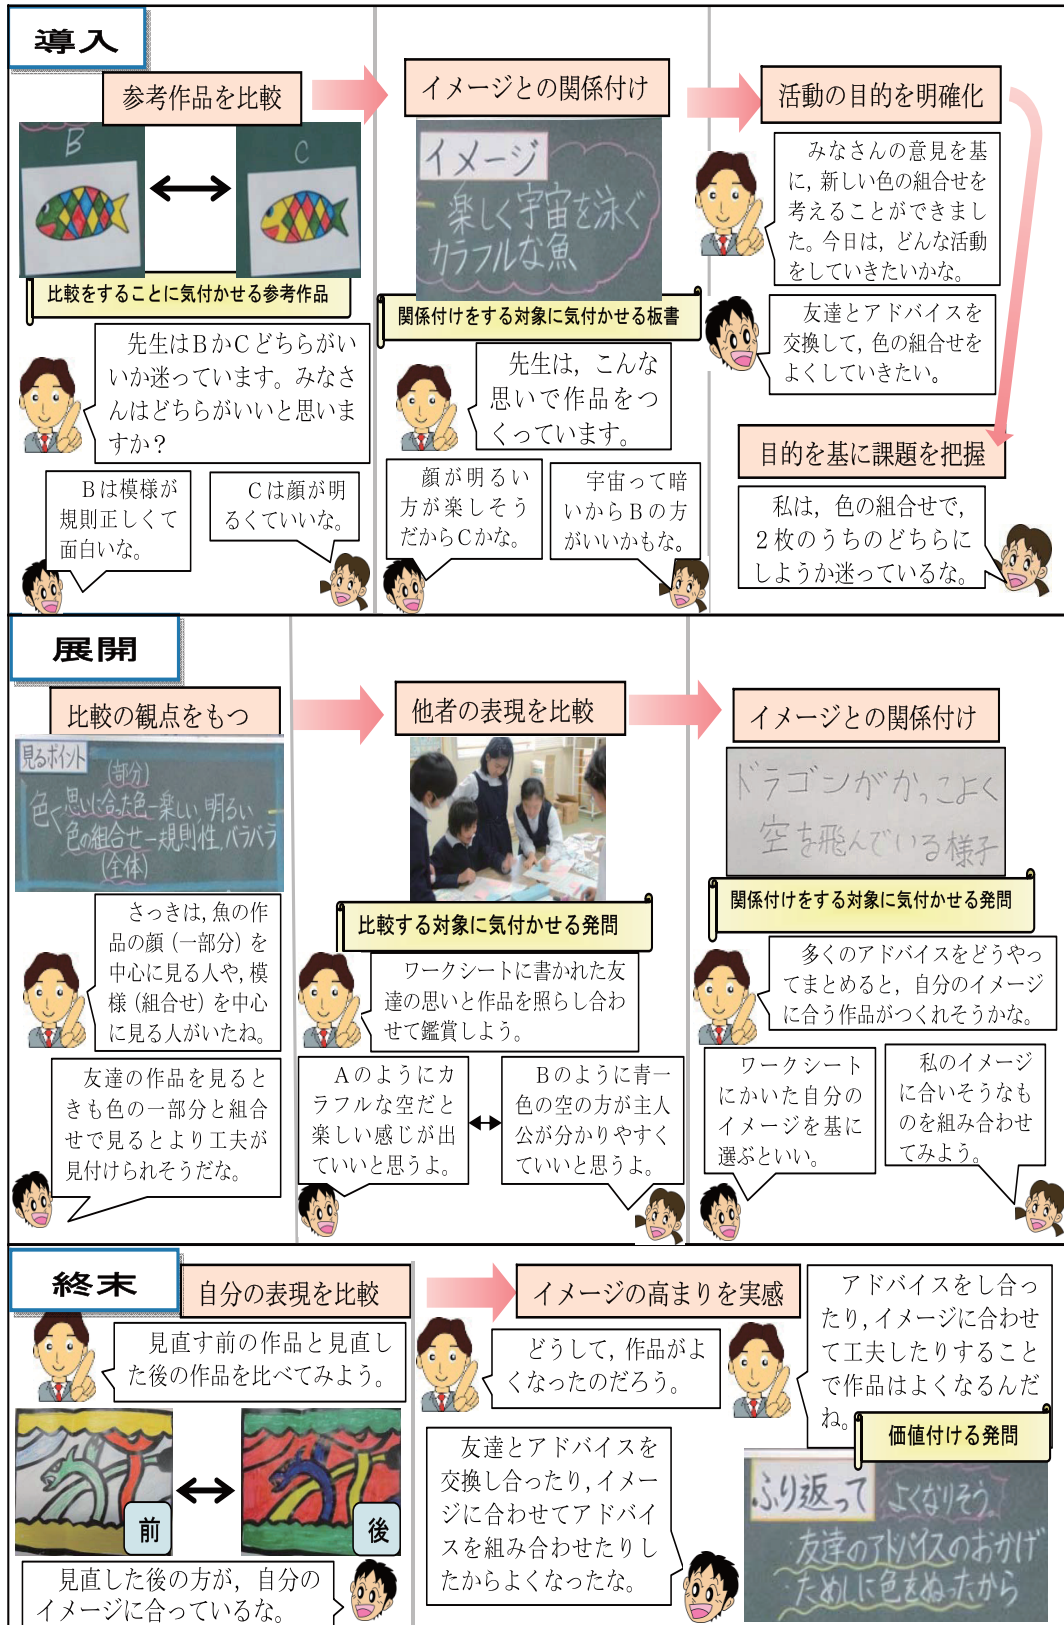 導入
参考作品を比較
B
C
比較をすることに気付かせる参考作品
先生はBかCどちらがい
いか迷っています。みなさ
んはどちらがいいと思いま
すか？
Bは模様が
規則正しくて
面白いな。
Cは顔が明
るくていいな。
イメージとの関係付け
イメージ
楽しく宇宙を泳ぐ
カラフルな魚
関係付けをする対象に気付かせる板書
先生は，こんな
思いで作品をつ
くっています。
顔が明るい
方が楽しそう
だからCかな。
宇宙って暗
いからBの方
がいいかもな。
活動の目的を明確化
みなさんの意見を基
に，新しい色の組合せを
考えることができまし
た。今日は，どんな活動
をしていきたいかな。
友達とアドバイスを
交換して，色の組合せを
よくしていきたい。
目的を基に課題を把握
私は，色の組合せで，
２枚のうちのどちらに
しようか迷っているな。
展開
比較の観点をもつ
見るポイント
(部分)
色
思いに合った色－楽しい 明るい
色の組合せ－規則性，バラバラ
(全体)
さっきは，魚の作
品の顔（一部分）を
中心に見る人や，模
様（組合せ）を中心
に見る人がいたね。
友達の作品を見ると
きも色の一部分と組合
せで見るとより工夫が
見付けられそうだな。
他者の表現を比較
比較する対象に気付かせる発問
ワークシートに書かれた友
達の思いと作品を照らし合わ
せて鑑賞しよう。
Aのようにカ
ラフルな空だと
楽しい感じが出
ていいと思うよ。
Bのように青一
色の空の方が主人
公が分かりやすく
ていいと思うよ。
イメージとの関係付け
ドラゴンがかっこよく
空を飛んでいる様子
関係付けをする対象に気付かせる発問
多くのアドバイスをどうやっ
てまとめると，自分のイメージ
に合う作品がつくれそうかな。
ワークシート
にかいた自分の
イメージを基に
選ぶといい。
私のイメージ
に合いそうなも
のを組み合わせ
てみよう。
終末
自分の表現を比較
見直す前の作品と見直し
た後の作品を比べてみよう。
前
後
見直した後の方が，自分の
イメージに合っているな。
イメージの高まりを実感
どうして，作品がよ
くなったのだろう。
友達とアドバイスを
交換し合ったり，イメー
ジに合わせてアドバイ
スを組み合わせたりし
たからよくなったな。
アドバイスをし合っ
たり，イメージに合わせ
て工夫したりすること
で作品はよくなるんだ
ね。
価値付ける発問
ふり返って
よくなりそう。
友達のアドバイスのおかげ
ためしに色をぬったから